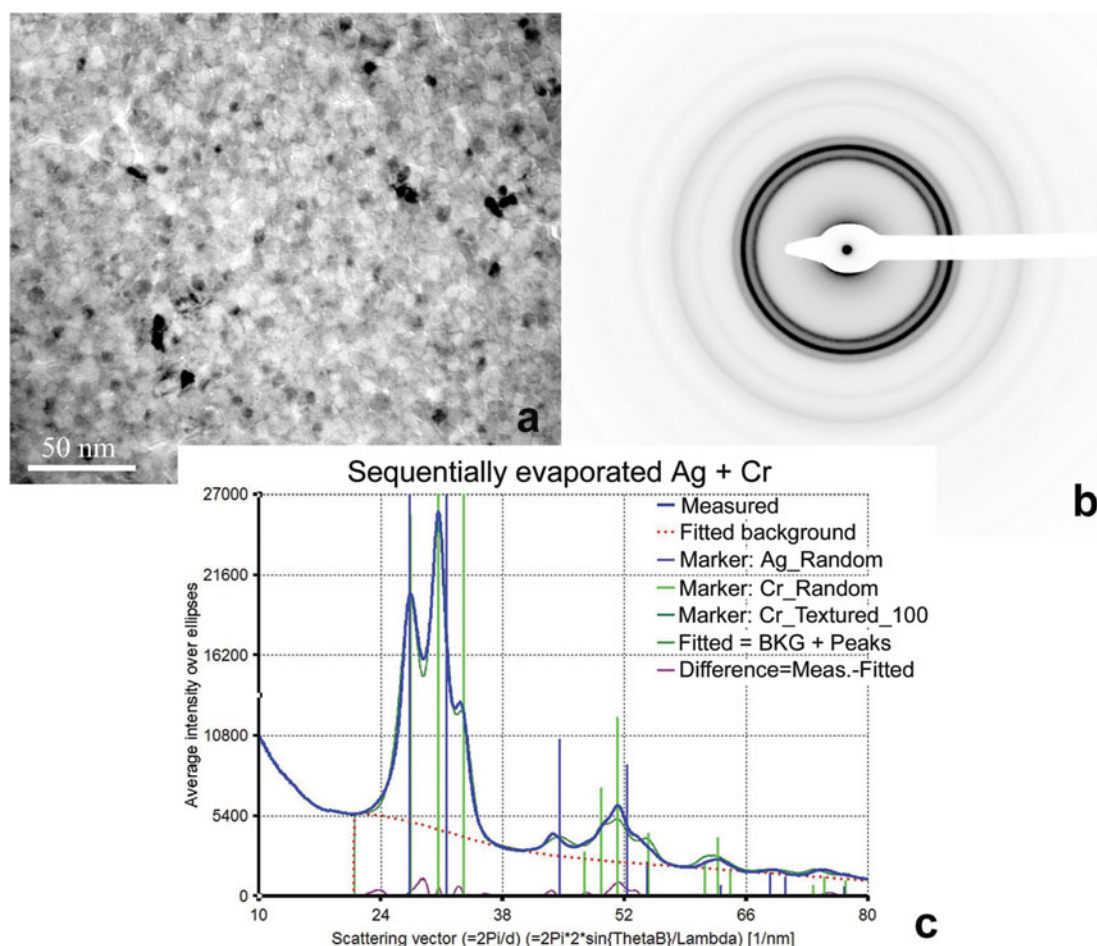 a
50 nm
b
Sequentially evaporated Ag + Cr
27000
21600
16200
10800
5400
0
Average intensity over ellipses
Measured
Fitted background
Marker: Ag_Random
Marker: Cr_Random
Marker: Cr_Textured_100
Fitted = BKG + Peaks
Difference=Meas.-Fitted
10 24 38 52 66 80
Scattering vector (=2Pi/d) (=2Pi*2*sin{ThetaB}/Lambda) [1/nm]
c